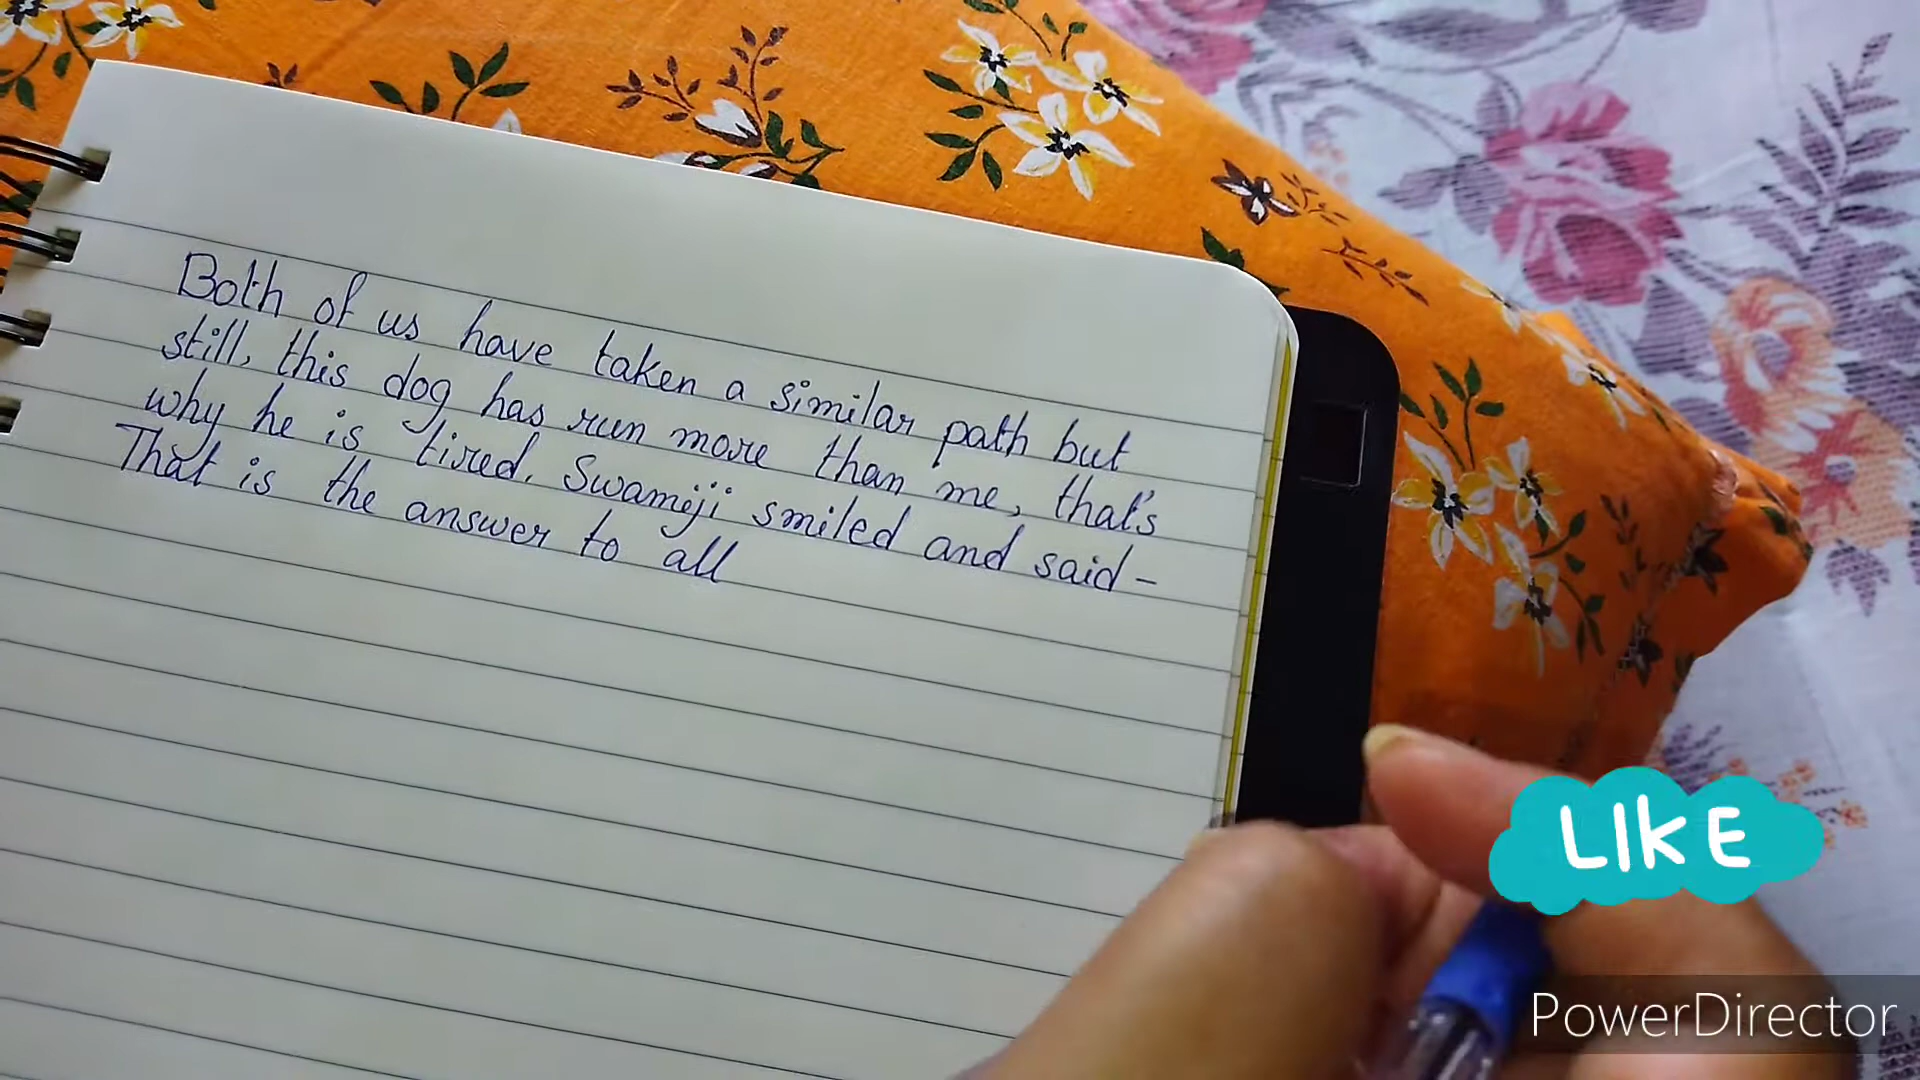 Both of us have taken a similar path but
still, this dog has run more than me, that's
why he is tired. Swamiji smiled and said-
That is the answer to all
LIKE
PowerDirector